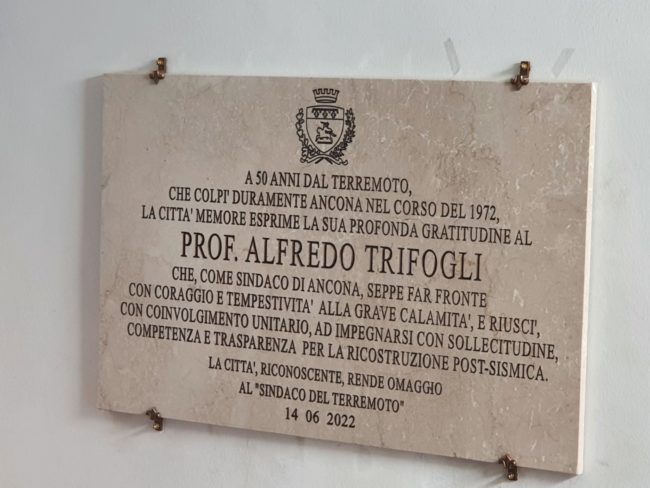 A 50 ANNI DAL TERREMOTO,
CHE COLPI' DURAMENTE ANCONA NEL CORSO DEL 1972,
LA CITTA' MEMORE ESPRIME LA SUA PROFONDA GRATITUDINE AL
PROF. ALFREDO TRIFOGLI
CHE, COME SINDACO DI ANCONA, SEPPE FAR FRONTE
CON CORAGGIO E TEMPESTIVITA' ALLA GRAVE CALAMITA', E RIUSCI',
CON COINVOLGIMENTO UNITARIO, AD IMPEGNARSI CON SOLLECITUDINE,
COMPETENZA E TRASPARENZA PER LA RICOSTRUZIONE POST-SISMICA.
LA CITTA', RICONOSCENTE, RENDE OMAGGIO
AL "SINDACO DEL TERREMOTO"
14 06 2022